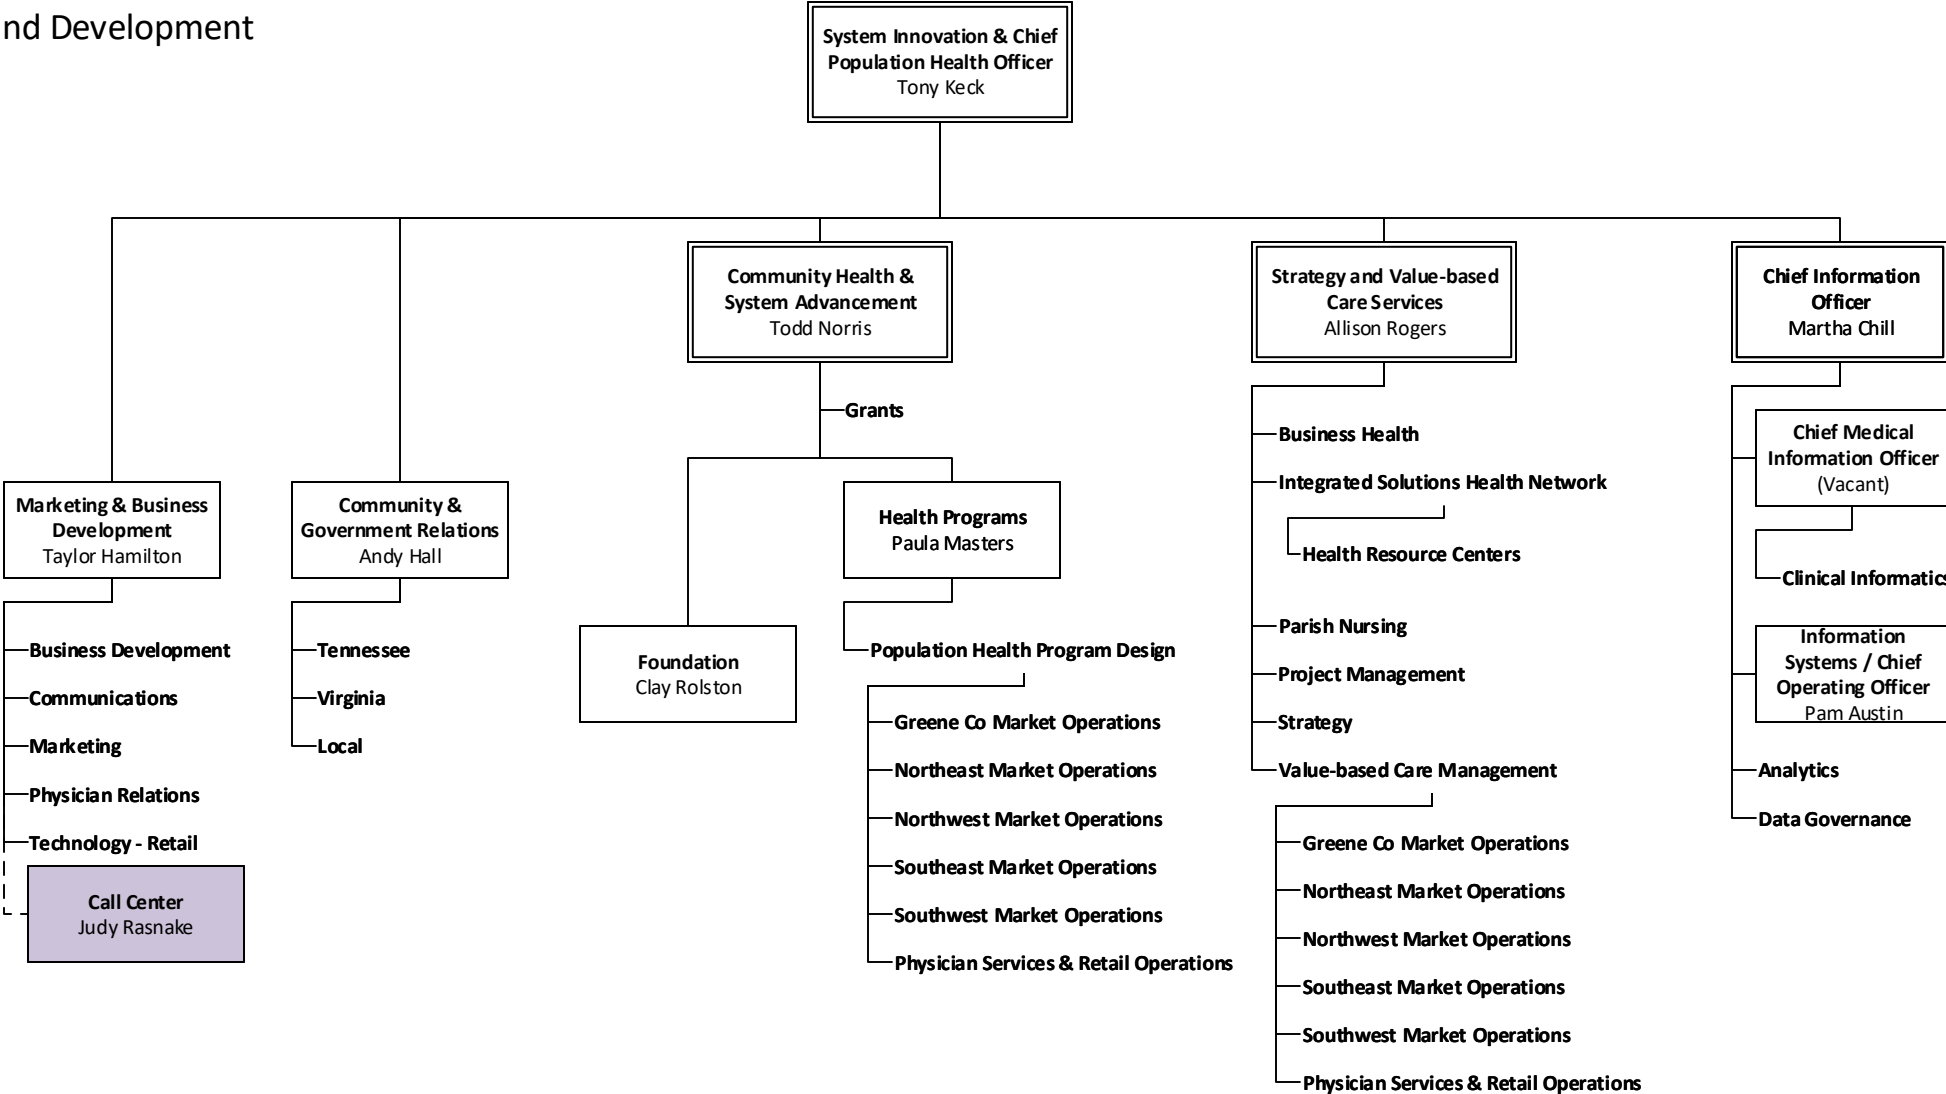 nd Development
System Innovation & Chief
Population Health Officer
Tony Keck
Community Health &
System Advancement
Todd Norris
Strategy and Value-based
Care Services
Allison Rogers
Chief Information
Officer
Martha Chill
Marketing & Business
Development
Taylor Hamilton
Business Development
Communications
Marketing
Physician Relations
Technology - Retail
Call Center
Judy Rasnake
Community &
Government Relations
Andy Hall
Tennessee
Virginia
Local
Grants
Foundation
Clay Rolston
Health Programs
Paula Masters
Population Health Program Design
Greene Co Market Operations
Northeast Market Operations
Northwest Market Operations
Southeast Market Operations
Southwest Market Operations
Physician Services & Retail Operations
Business Health
Integrated Solutions Health Network
Health Resource Centers
Parish Nursing
Project Management
Strategy
Value-based Care Management
Greene Co Market Operations
Northeast Market Operations
Northwest Market Operations
Southeast Market Operations
Southwest Market Operations
Physician Services & Retail Operations
Chief Medical
Information Officer
(Vacant)
Clinical Informatics
Information
Systems / Chief
Operating Officer
Pam Austin
Analytics
Data Governance